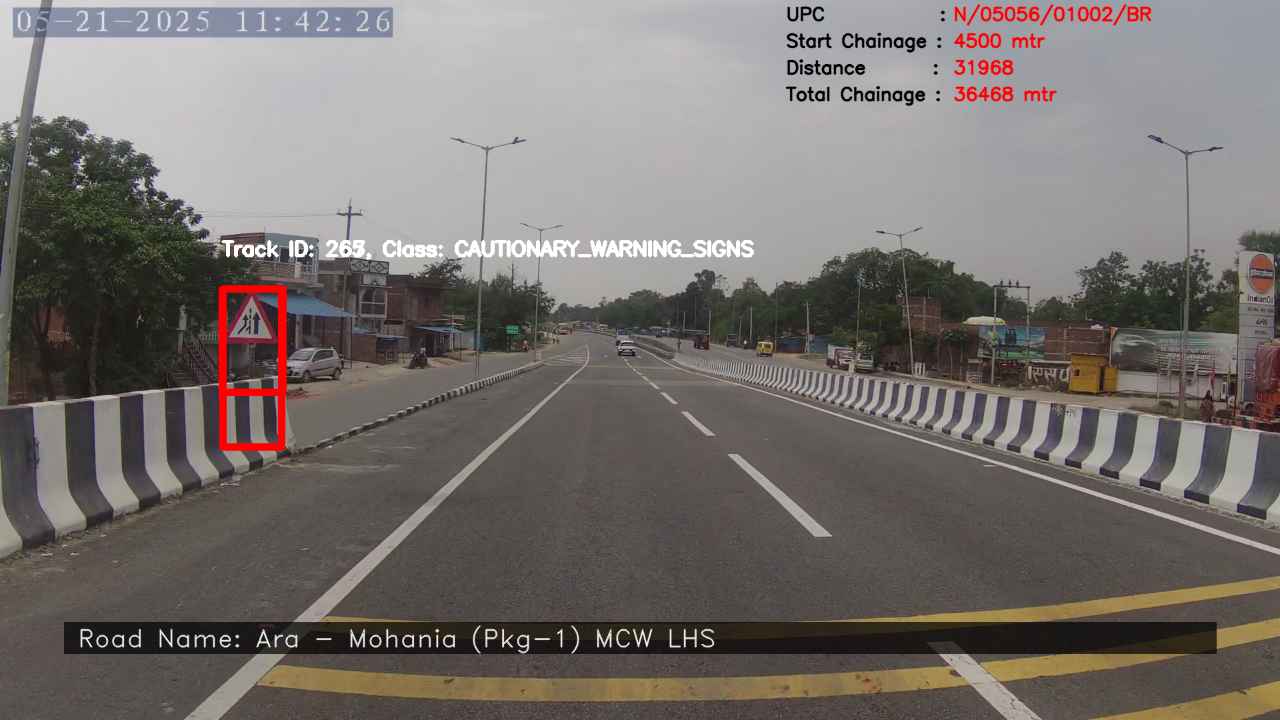 05-21-2025 11:42:26
UPC : N/05056/01002/BR
Start Chainage : 4500 mtr
Distance : 31968
Total Chainage : 36468 mtr
Class: CAUTIONARY_WARNING_SIGNS
Track ID:
IndianOil
Road Name: Ara - Mohania (Pkg-1) MCW LHS